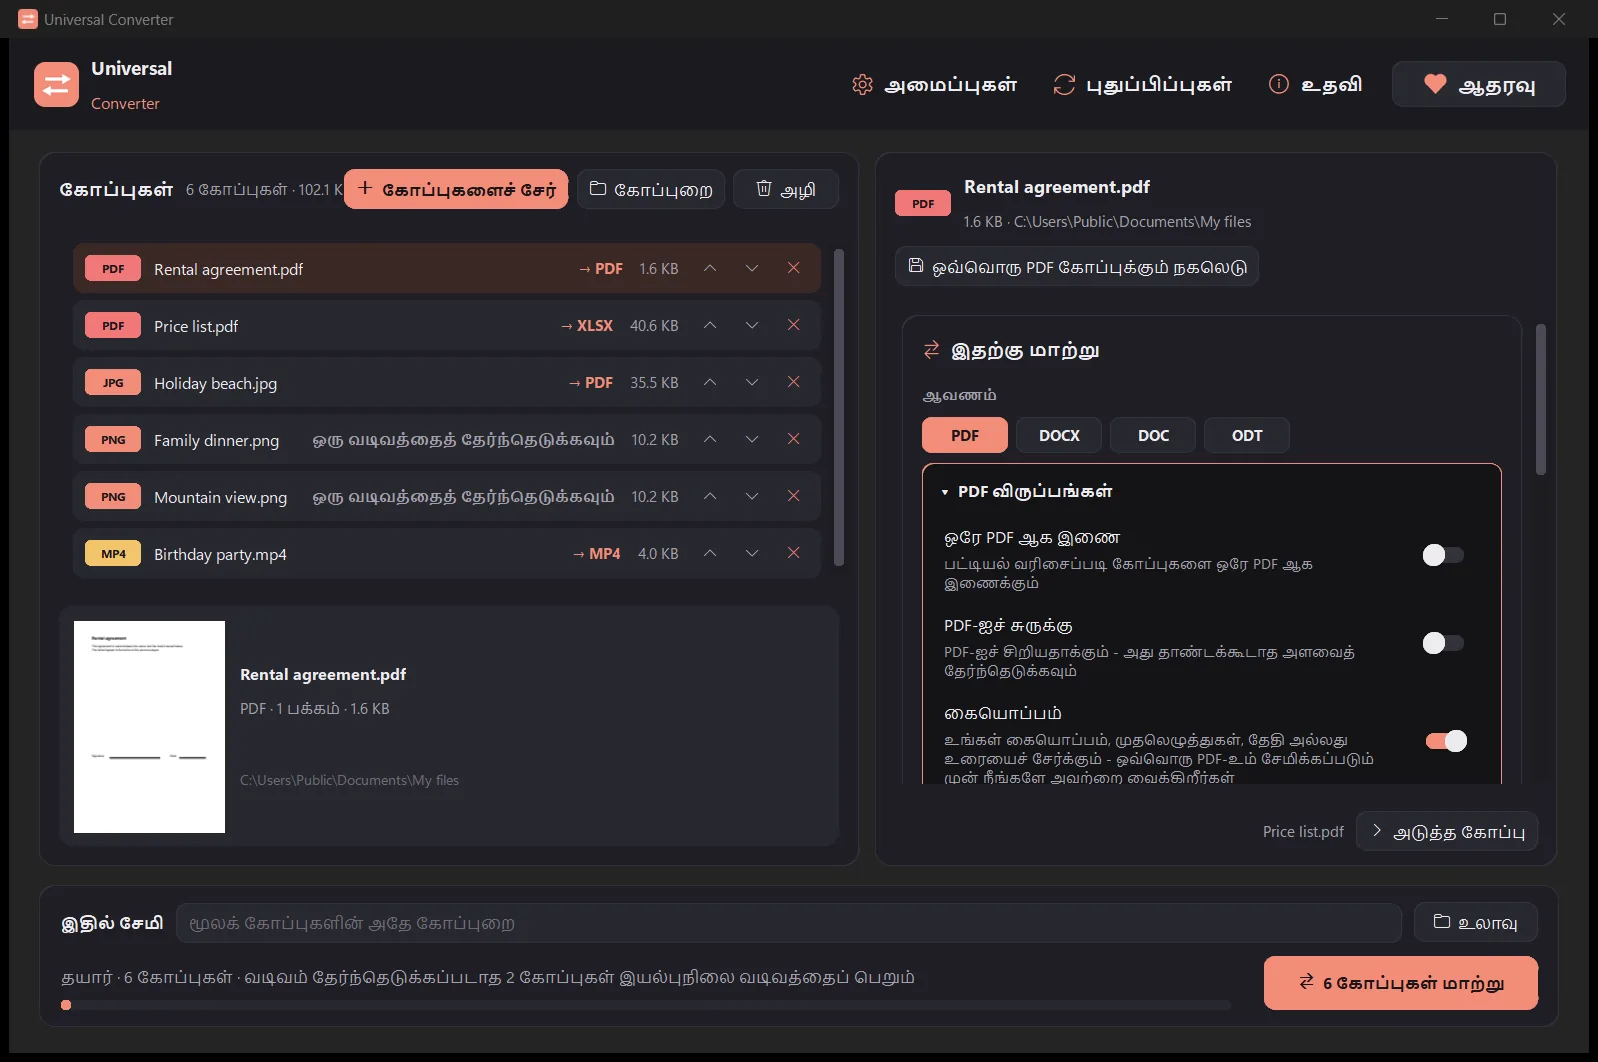 Universal Converter
Universal
Converter
அமைப்புகள்
புதுப்பிப்புகள்
உதவி
ஆதரவு
கோப்புகள் 6 கோப்புகள் · 102.1 K
கோப்புகளைச் சேர்
கோப்புறை
அழி
PDF Rental agreement.pdf → PDF 1.6 KB
PDF Price list.pdf → XLSX 40.6 KB
JPG Holiday beach.jpg → PDF 35.5 KB
PNG Family dinner.png ஒரு வடிவத்தைத் தேர்ந்தெடுக்கவும் 10.2 KB
PNG Mountain view.png ஒரு வடிவத்தைத் தேர்ந்தெடுக்கவும் 10.2 KB
MP4 Birthday party.mp4 → MP4 4.0 KB
Rental agreement
Rental agreement.pdf
PDF · 1 பக்கம் · 1.6 KB
C:\Users\Public\Documents\My files
PDF Rental agreement.pdf
1.6 KB · C:\Users\Public\Documents\My files
ஒவ்வொரு PDF கோப்புக்கும் நகலெடு
இதற்கு மாற்று
ஆவணம்
PDF DOCX DOC ODT
PDF விருப்பங்கள்
ஒரே PDF ஆக இணை
பட்டியல் வரிசைப்படி கோப்புகளை ஒரே PDF ஆக
இணைக்கும்
PDF-ஐச் சுருக்கு
PDF-ஐச் சிறியதாக்கும் - அது தாண்டக்கூடாத அளவைத்
தேர்ந்தெடுக்கவும்
கையொப்பம்
உங்கள் கையொப்பம், முதலெழுத்துகள், தேதி அல்லது
உரையைச் சேர்க்கும் - ஒவ்வொரு PDF-உம் சேமிக்கப்படும்
முன் நீங்களே அவற்றை வைக்கிறீர்கள்
Price list.pdf
அடுத்த கோப்பு
இதில் சேமி
மூலக் கோப்புகளின் அதே கோப்புறை
உலாவு
தயார் · 6 கோப்புகள் · வடிவம் தேர்ந்தெடுக்கப்படாத 2 கோப்புகள் இயல்புநிலை வடிவத்தைப் பெறும்
6 கோப்புகள் மாற்று